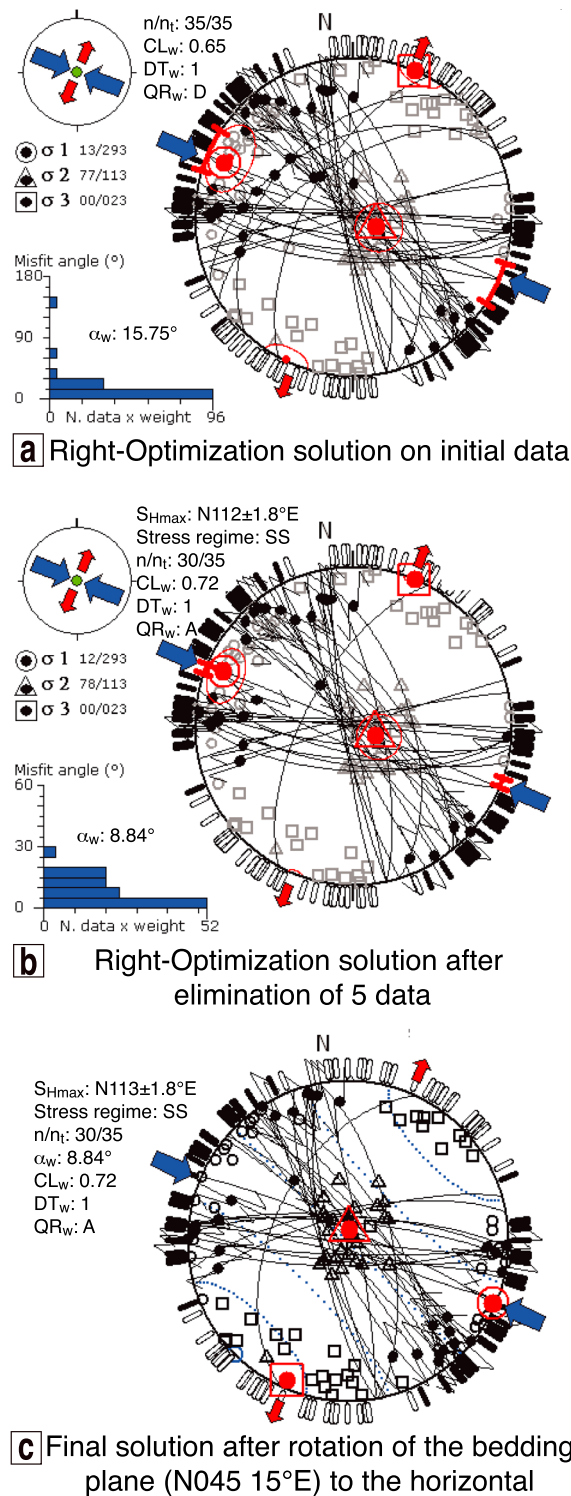 N
n/nt: 35/35
CLw: 0.65
DTw: 1
QRw: D
σ 1 13/293
σ 2 77/113
σ 3 00/023
Misfit angle (°)
180
90
0
αw: 15.75°
0 N. data x weight 96
a Right-Optimization solution on initial data
SHmax: N112±1.8°E
Stress regime: SS
n/nt: 30/35
CLw: 0.72
DTw: 1
QRw: A
N
σ 1 12/293
σ 2 78/113
σ 3 00/023
Misfit angle (°)
60
30
0
αw: 8.84°
0 N. data x weight 52
b Right-Optimization solution after
elimination of 5 data
N
SHmax: N113±1.8°E
Stress regime: SS
n/nt: 30/35
αw: 8.84°
CLw: 0.72
DTw: 1
QRw: A
c Final solution after rotation of the bedding
plane (N045 15°E) to the horizontal